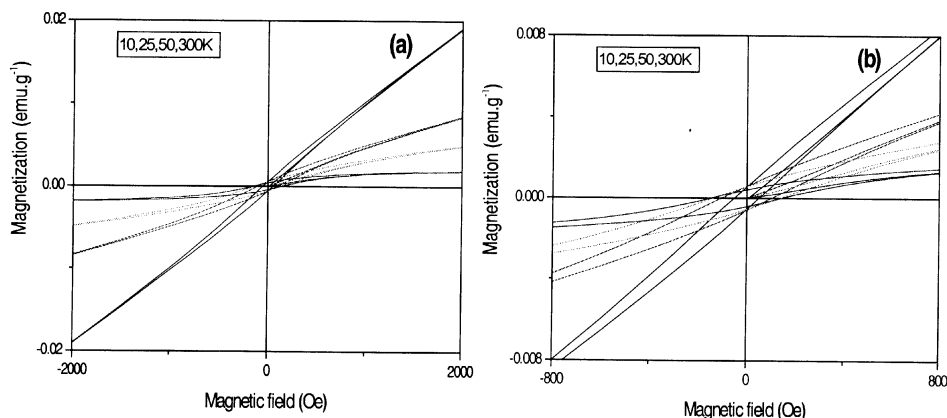 0.02
10,25,50,300K
(a)
Magnetization (emu.g⁻¹)
0.00
-0.02
-2000
0
2000
Magnetic field (Oe)
0.008
10,25,50,300K
(b)
Magnetization (emu.g⁻¹)
0.000
-0.008
-800
0
800
Magnetic field (Oe)